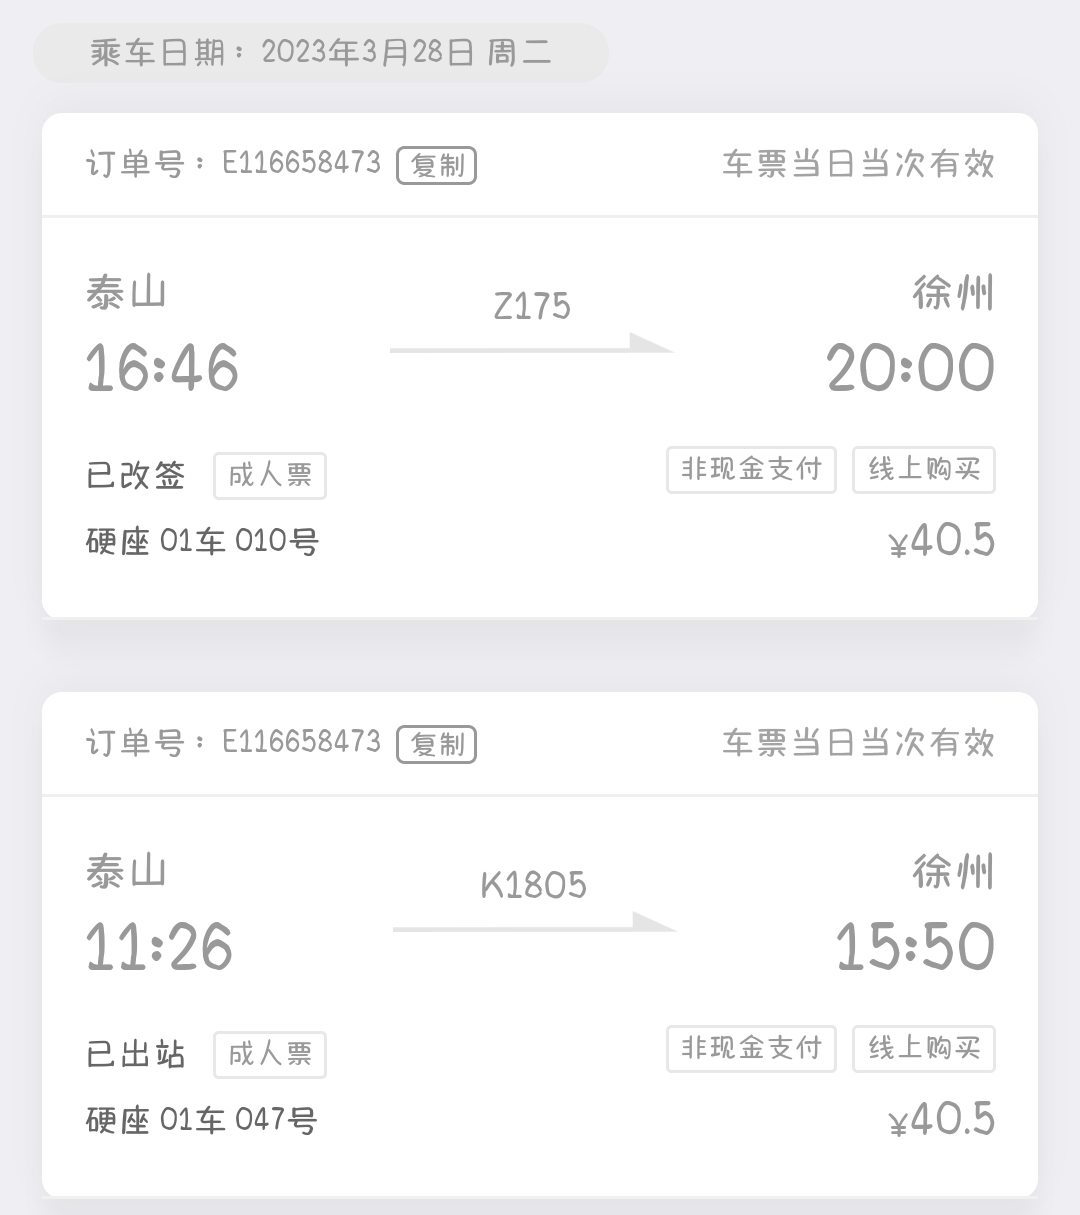 乘车日期：2023年3月28日 周二
订单号：E116658473 复制 车票当日当次有效
泰山 Z175 徐州
16:46 20:00
已改签 成人票 非现金支付 线上购买
硬座 01车 010号 ¥40.5
订单号：E116658473 复制 车票当日当次有效
泰山 K1805 徐州
11:26 15:50
已出站 成人票 非现金支付 线上购买
硬座 01车 047号 ¥40.5